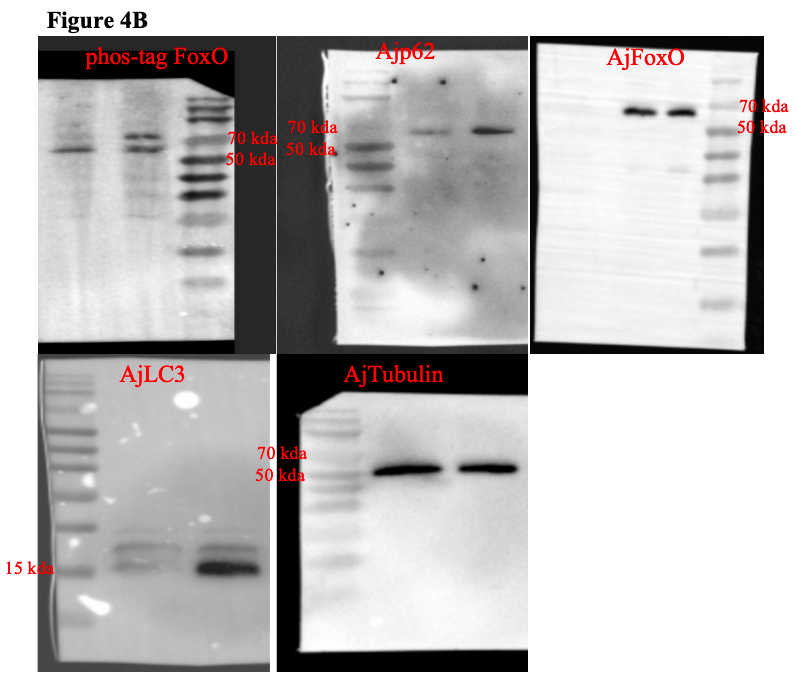 Figure 4B
phos-tag FoxO
70 kda
50 kda
Ajp62
70 kda
50 kda
AjFoxO
70 kda
50 kda
AjLC3
15 kda
AjTubulin
70 kda
50 kda